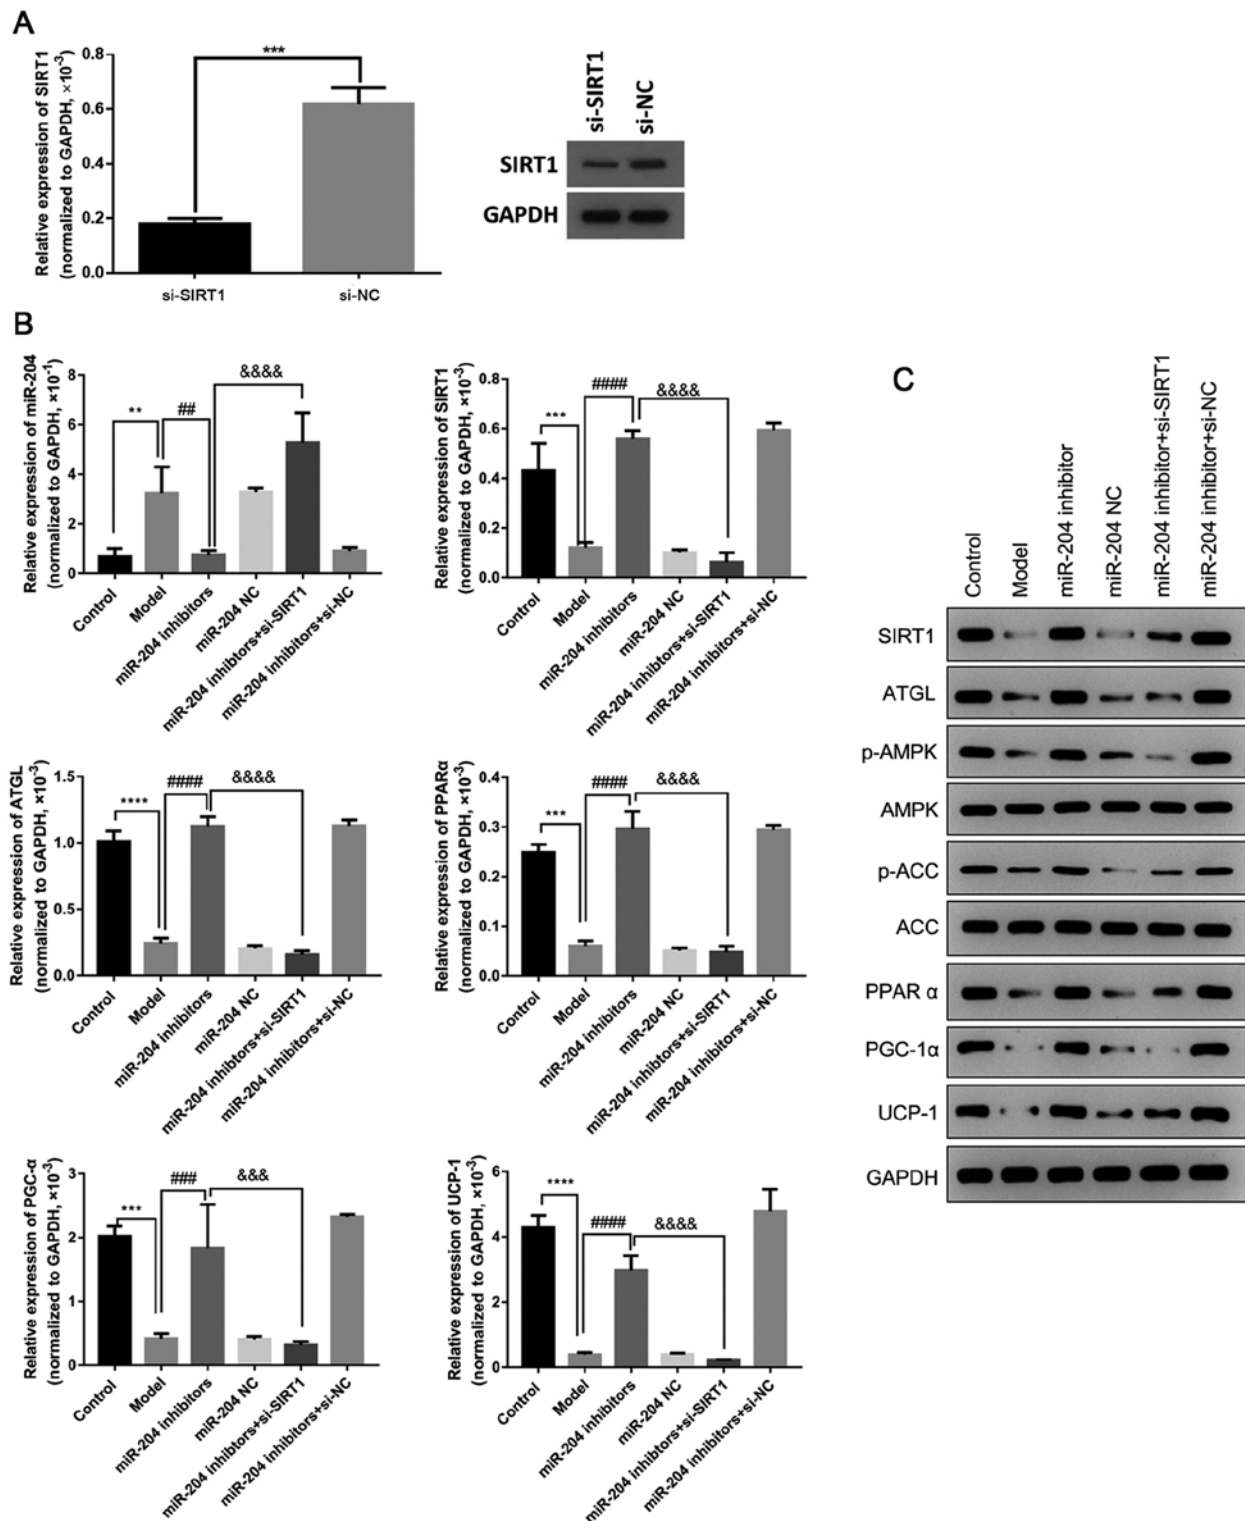 A
Relative expression of SIRT1
(normalized to GAPDH, ×10⁻³)
0.8
0.6
0.4
0.2
0.0
***
si-SIRT1
si-NC
si-SIRT1
si-NC
SIRT1
GAPDH
B
Relative expression of miR-204
(normalized to GAPDH, ×10⁻¹)
8
6
4
2
0
**
##
&&&&
Control
Model
miR-204 inhibitors
miR-204 NC
miR-204 inhibtors+si-SIRT1
miR-204 inhibitors+si-NC
Relative expression of SIRT1
(normalized to GAPDH, ×10⁻³)
0.8
0.6
0.4
0.2
0.0
***
####
&&&&
Control
Model
miR-204 inhibitors
miR-204 NC
miR-204 inhibtors+si-SIRT1
miR-204 inhibitors+si-NC
Relative expression of ATGL
(normalized to GAPDH, ×10⁻³)
1.5
1.0
0.5
0.0
****
####
&&&&
Control
Model
miR-204 inhibitors
miR-204 NC
miR-204 inhibtors+si-SIRT1
miR-204 inhibitors+si-NC
Relative expression of PPARα
(normalized to GAPDH, ×10⁻³)
0.4
0.3
0.2
0.1
0.0
***
####
&&&&
Control
Model
miR-204 inhibitors
miR-204 NC
miR-204 inhibtors+si-SIRT1
miR-204 inhibitors+si-NC
Relative expression of PGC-α
(normalized to GAPDH, ×10⁻³)
3
2
1
0
***
###
&&&
Control
Model
miR-204 inhibitors
miR-204 NC
miR-204 inhibtors+si-SIRT1
miR-204 inhibitors+si-NC
Relative expression of UCP-1
(normalized to GAPDH, ×10⁻³)
6
4
2
0
****
####
&&&&
Control
Model
miR-204 inhibitors
miR-204 NC
miR-204 inhibtors+si-SIRT1
miR-204 inhibitors+si-NC
C
Control
Model
miR-204 inhibitor
miR-204 NC
miR-204 inhibitor+si-SIRT1
miR-204 inhibitor+si-NC
SIRT1
ATGL
p-AMPK
AMPK
p-ACC
ACC
PPAR α
PGC-1α
UCP-1
GAPDH